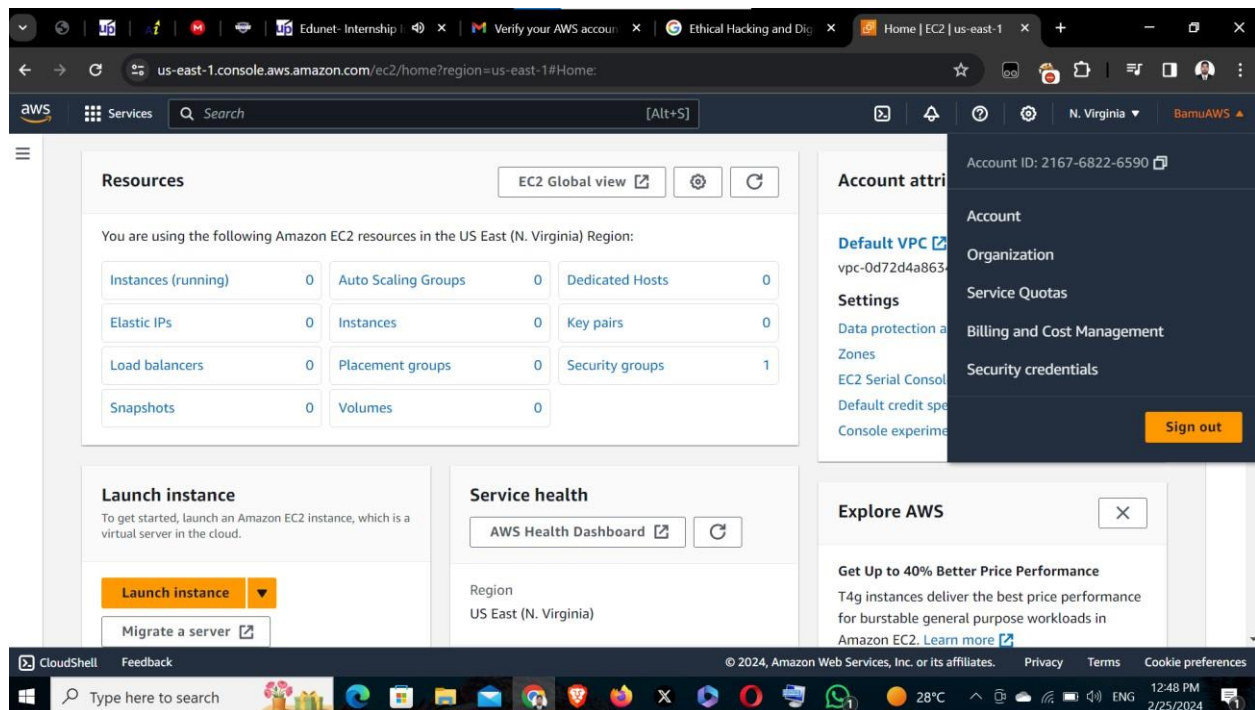 Edunet- Internship
Verify your AWS accoun
Ethical Hacking and Dig
Home | EC2 | us-east-1
us-east-1.console.aws.amazon.com/ec2/home?region=us-east-1#Home:
aws
Services
Search
[Alt+S]
N. Virginia
BamuAWS
Account ID: 2167-6822-6590
Account
Organization
Service Quotas
Billing and Cost Management
Security credentials
Sign out
Resources
EC2 Global view
You are using the following Amazon EC2 resources in the US East (N. Virginia) Region:
Instances (running) 0
Auto Scaling Groups 0
Dedicated Hosts 0
Elastic IPs 0
Instances 0
Key pairs 0
Load balancers 0
Placement groups 0
Security groups 1
Snapshots 0
Volumes 0
Account attri
Default VPC
vpc-0d72d4a863
Settings
Data protection a
Zones
EC2 Serial Consol
Default credit spe
Console experime
Launch instance
To get started, launch an Amazon EC2 instance, which is a
virtual server in the cloud.
Launch instance
Migrate a server
Service health
AWS Health Dashboard
Region
US East (N. Virginia)
Explore AWS
Get Up to 40% Better Price Performance
T4g instances deliver the best price performance
for burstable general purpose workloads in
Amazon EC2. Learn more
CloudShell
Feedback
© 2024, Amazon Web Services, Inc. or its affiliates.
Privacy
Terms
Cookie preferences
Type here to search
28°C
ENG
12:48 PM
2/25/2024